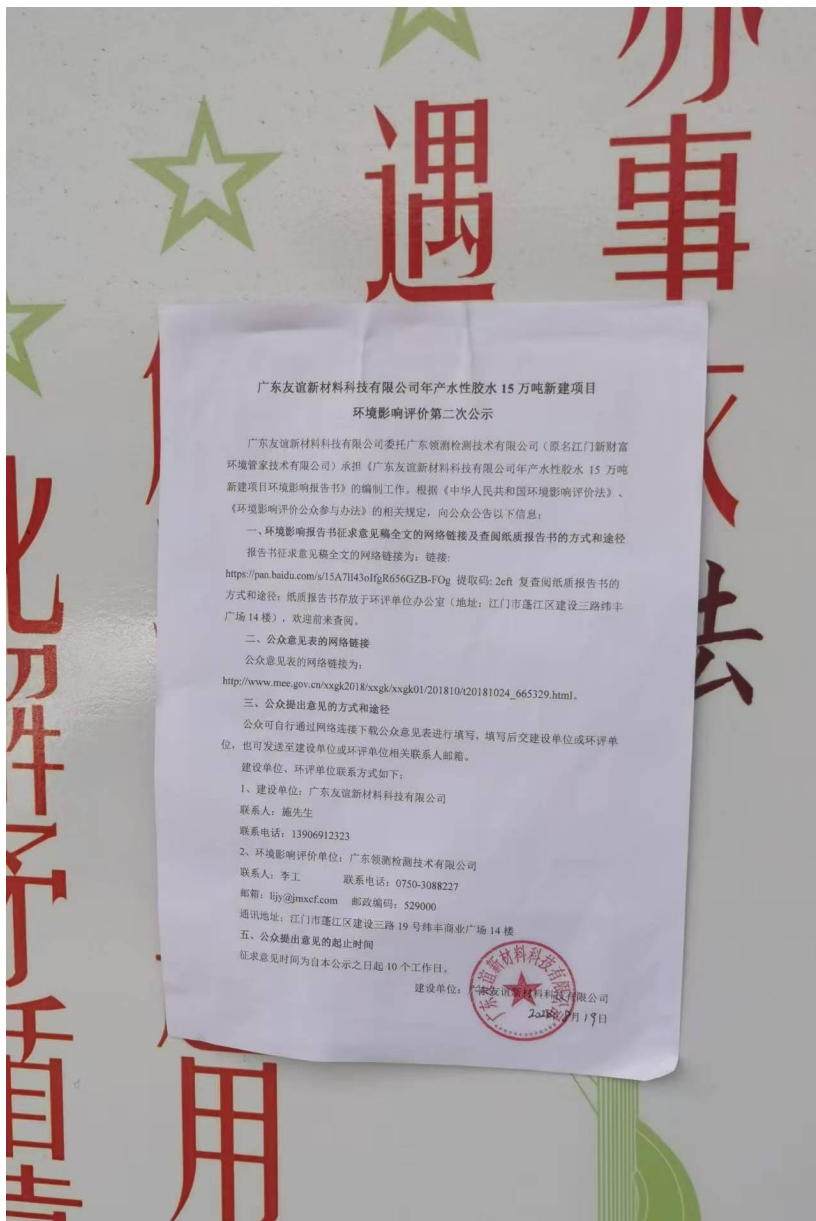 办事
遇
法
化解矛盾
用
广东友谊新材料科技有限公司年产水性胶水 15 万吨新建项目
环境影响评价第二次公示
广东友谊新材料科技有限公司委托广东领测检测技术有限公司（原名江门新财富
环境管家技术有限公司）承担《广东友谊新材料科技有限公司年产水性胶水 15 万吨
新建项目环境影响报告书》的编制工作。根据《中华人民共和国环境影响评价法》、
《环境影响评价公众参与办法》的相关规定，向公众公告以下信息：
一、环境影响报告书征求意见稿全文的网络链接及查阅纸质报告书的方式和途径
报告书征求意见稿全文的网络链接为：链接:
https://pan.baidu.com/s/15A7lI43oIfgR656GZB-FOg 提取码: 2eft 复查阅纸质报告书的
方式和途径：纸质报告书存放于环评单位办公室（地址：江门市蓬江区建设三路纬丰
广场 14 楼），欢迎前来查阅。
二、公众意见表的网络链接
公众意见表的网络链接为：
http://www.mee.gov.cn/xxgk2018/xxgk/xxgk01/201810/t20181024_665329.html。
三、公众提出意见的方式和途径
公众可自行通过网络连接下载公众意见表进行填写，填写后交建设单位或环评单
位，也可发送至建设单位或环评单位相关联系人邮箱。
建设单位、环评单位联系方式如下：
1、建设单位：广东友谊新材料科技有限公司
联系人：施先生
联系电话：13906912323
2、环境影响评价单位：广东领测检测技术有限公司
联系人：李工 联系电话：0750-3088227
邮箱：lijy@jmxcf.com 邮政编码：529000
通讯地址：江门市蓬江区建设三路 19 号纬丰商业广场 14 楼
五、公众提出意见的起止时间
征求意见时间为自本公示之日起 10 个工作日。
建设单位：广东友谊新材料科技有限公司
月 19 日
广东友谊新材料科技有限公司